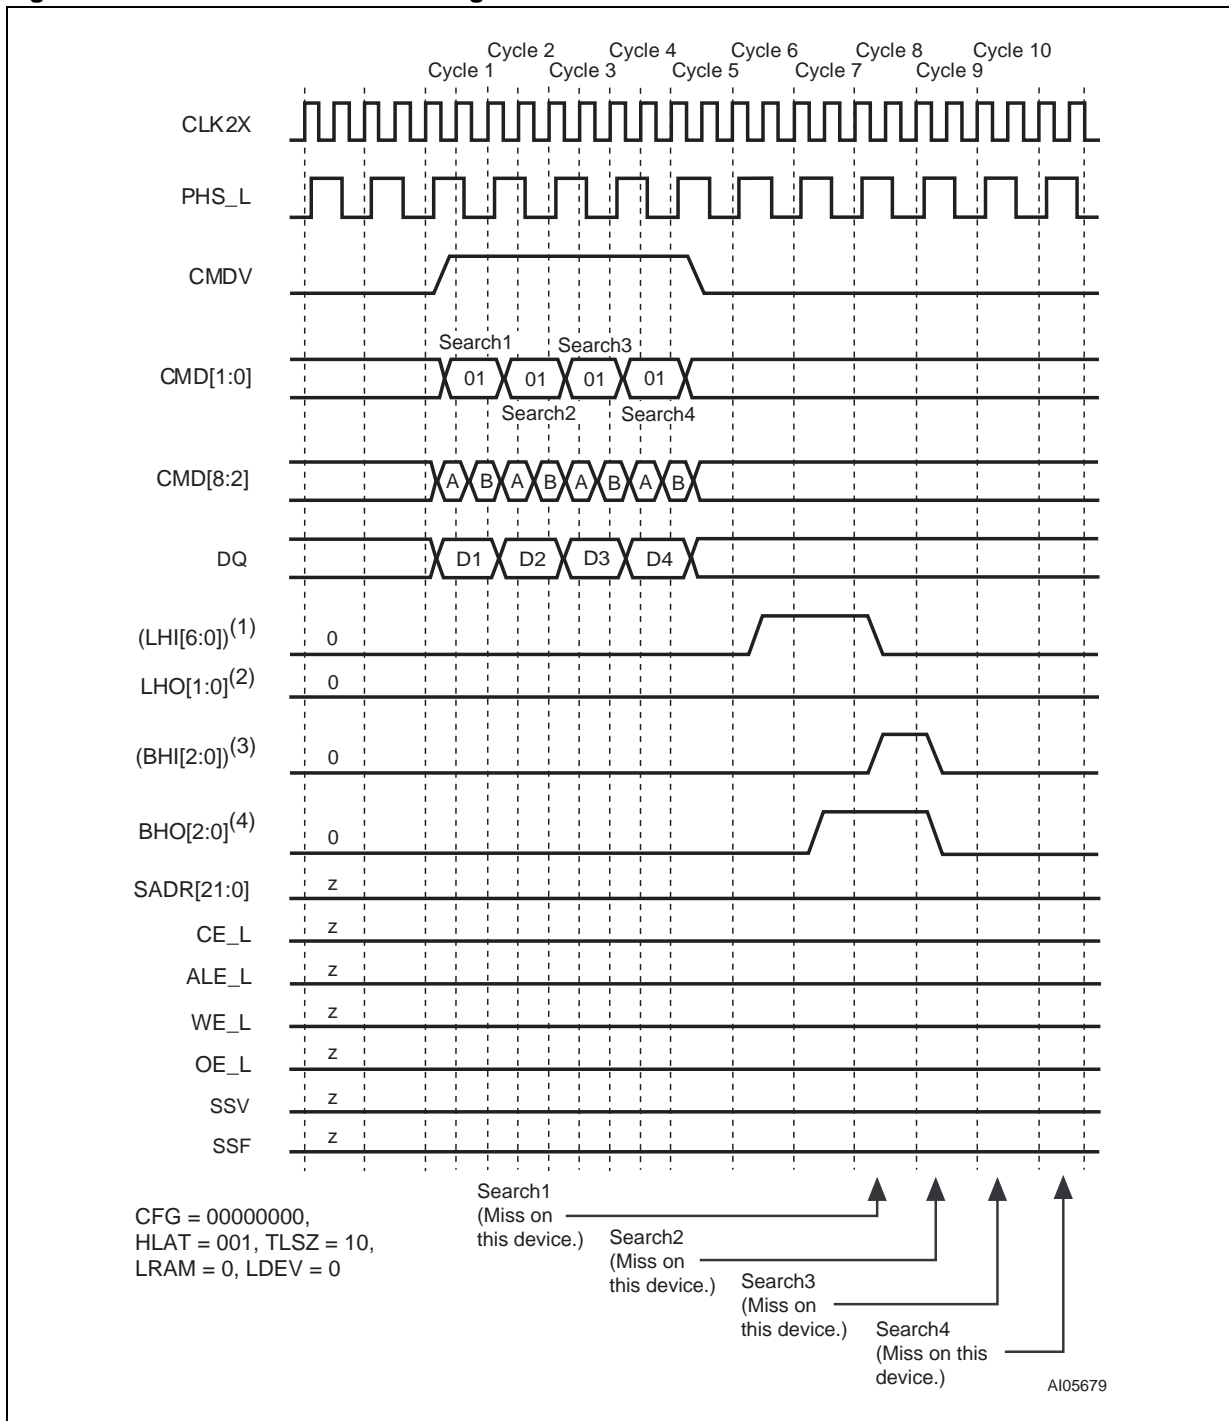 Cycle 2 Cycle 4 Cycle 6 Cycle 8 Cycle 10
Cycle 1 Cycle 3 Cycle 5 Cycle 7 Cycle 9
CLK2X
PHS_L
CMDV
Search1 Search3
CMD[1:0] 01 01 01 01
Search2 Search4
CMD[8:2] A B A B A B A B
DQ D1 D2 D3 D4
(LHI[6:0])(1) 0
LHO[1:0](2) 0
(BHI[2:0])(3) 0
BHO[2:0](4) 0
SADR[21:0] z
CE_L z
ALE_L z
WE_L z
OE_L z
SSV z
SSF z
CFG = 00000000,
HLAT = 001, TLSZ = 10,
LRAM = 0, LDEV = 0
Search1
(Miss on
this device.)
Search2
(Miss on
this device.)
Search3
(Miss on
this device.)
Search4
(Miss on this
device.)
AI05679